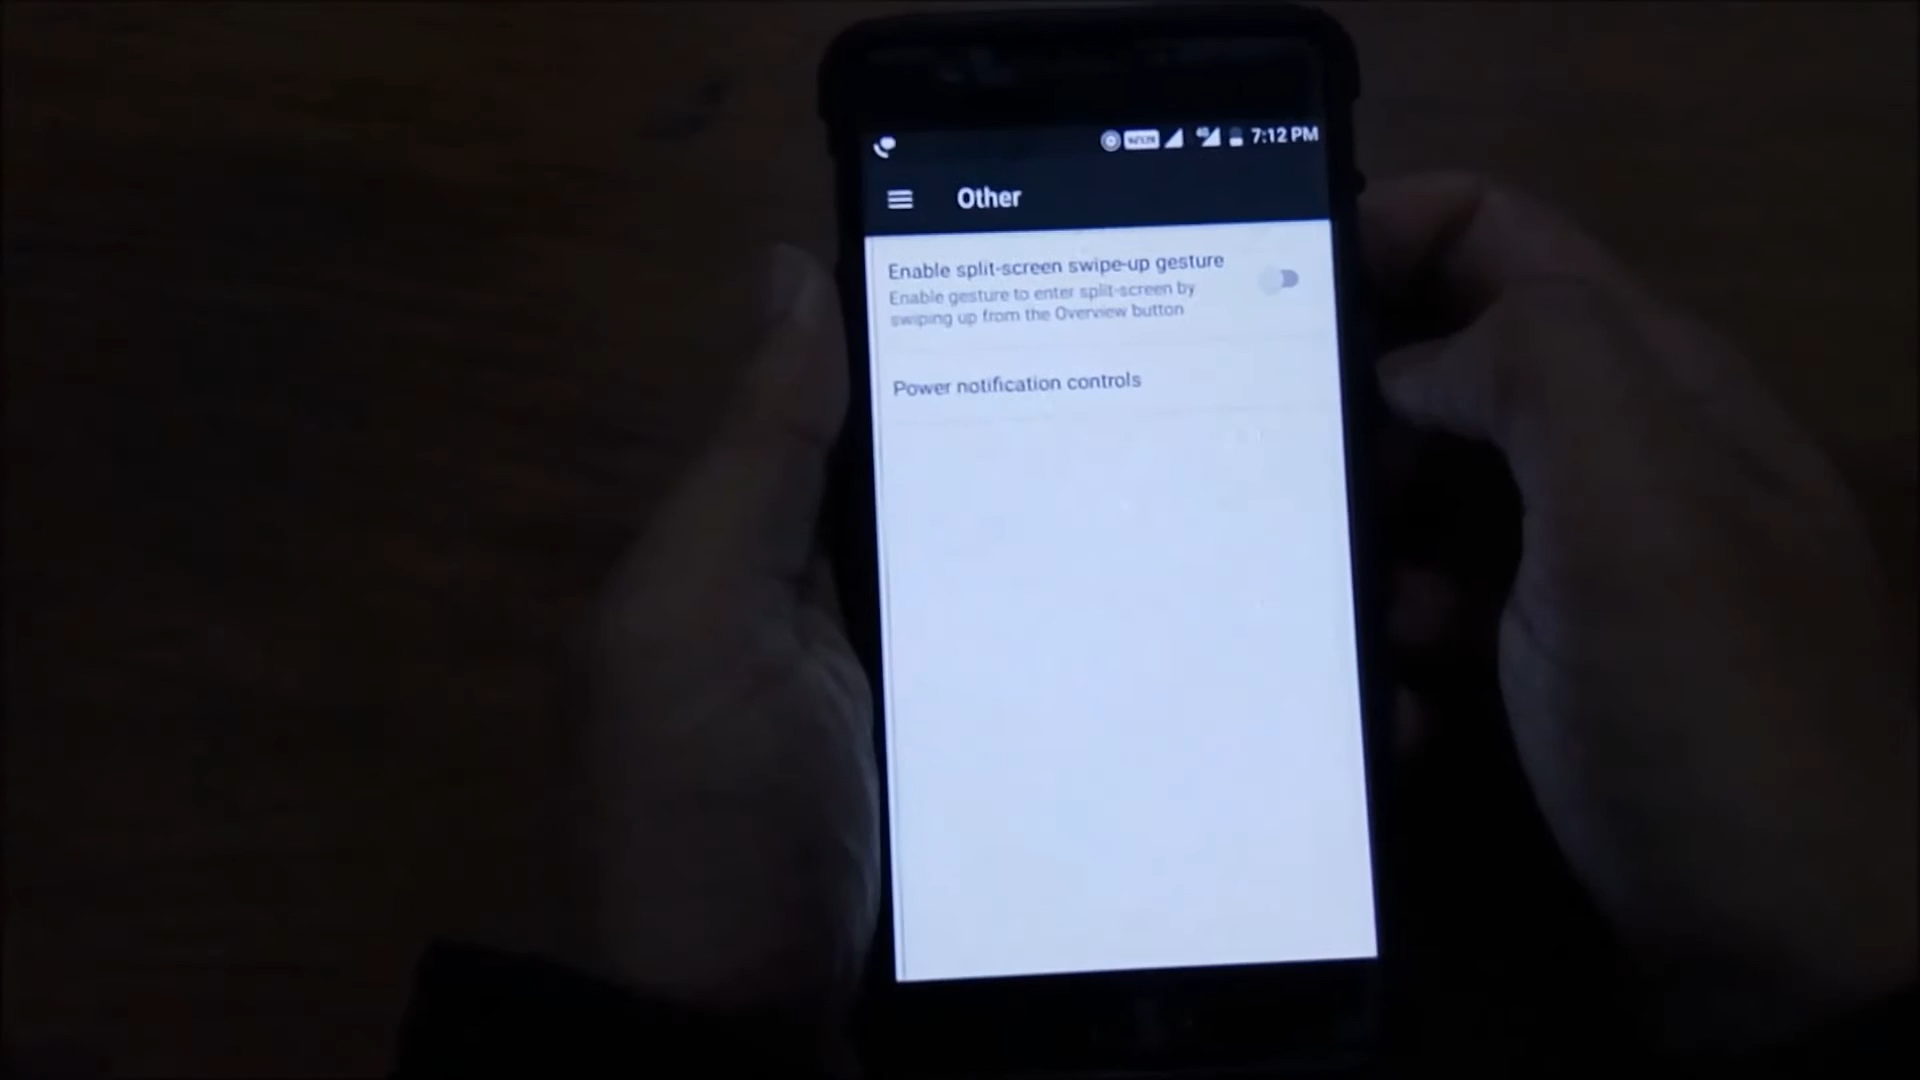 7:12 PM
Other
Enable split-screen swipe-up gesture
Enable gesture to enter split-screen by
swiping up from the Overview button
Power notification controls